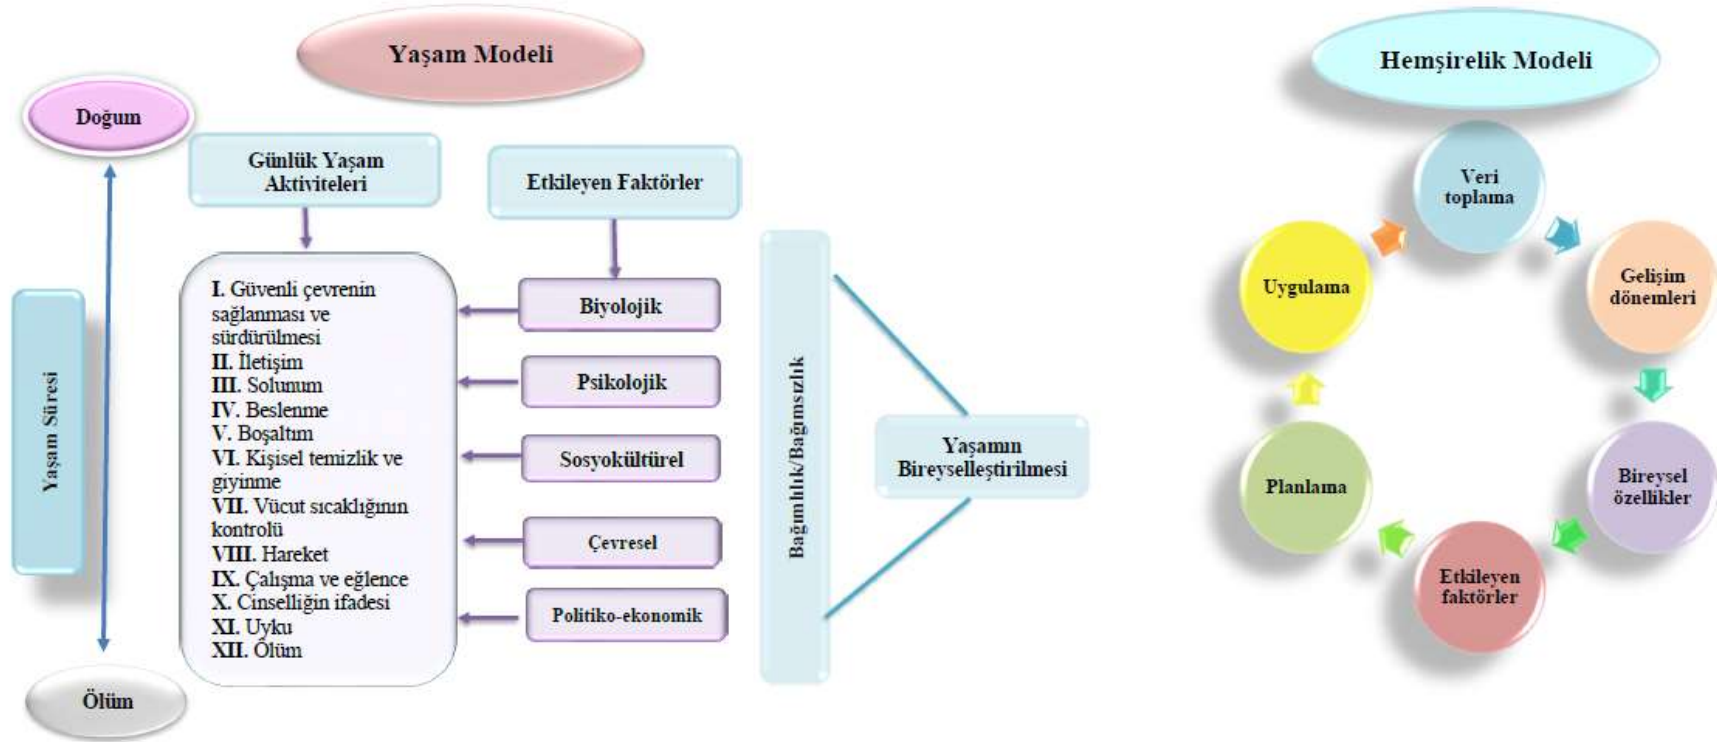 Yaşam Modeli
Doğum
Yaşam Süresi
Ölüm
Günlük Yaşam
Aktiviteleri
I. Güvenli çevrenin
sağlanması ve
sürdürülmesi
II. İletişim
III. Solunum
IV. Beslenme
V. Boşaltım
VI. Kişisel temizlik ve
giyinme
VII. Vücut sıcaklığının
kontrolü
VIII. Hareket
IX. Çalışma ve eğlence
X. Cinselliğin ifadesi
XI. Uyku
XII. Ölüm
Etkileyen Faktörler
Biyolojik
Psikolojik
Sosyokültürel
Çevresel
Politiko-ekonomik
Bağımlılık/Bağımsızlık
Yaşamın
Bireyselleştirilmesi
Hemşirelik Modeli
Veri
toplama
Gelişim
dönemleri
Bireysel
özellikler
Etkileyen
faktörler
Planlama
Uygulama